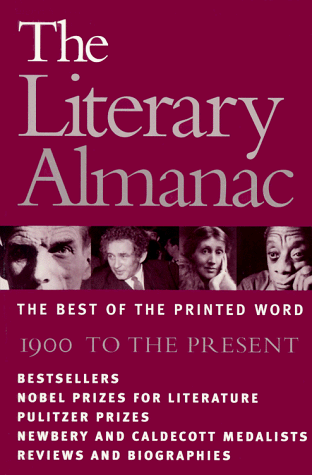 The
Literary
Almanac
THE BEST OF THE PRINTED WORD
1900 TO THE PRESENT
BESTSELLERS
NOBEL PRIZES FOR LITERATURE
PULITZER PRIZES
NEWBERY AND CALDECOTT MEDALISTS
REVIEWS AND BIOGRAPHIES